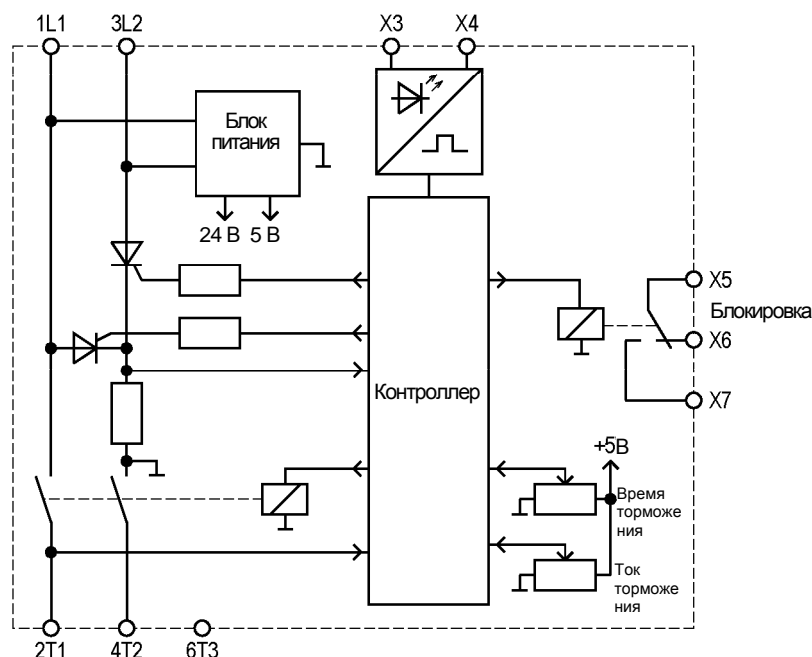 1L1 3L2 X3 X4
Блок
питания
24 В 5 В
X5
Блокировка
X6
Контроллер
X7
+5В
Время
торможе
ния
Ток
торможе
ния
2T1 4T2 6T3